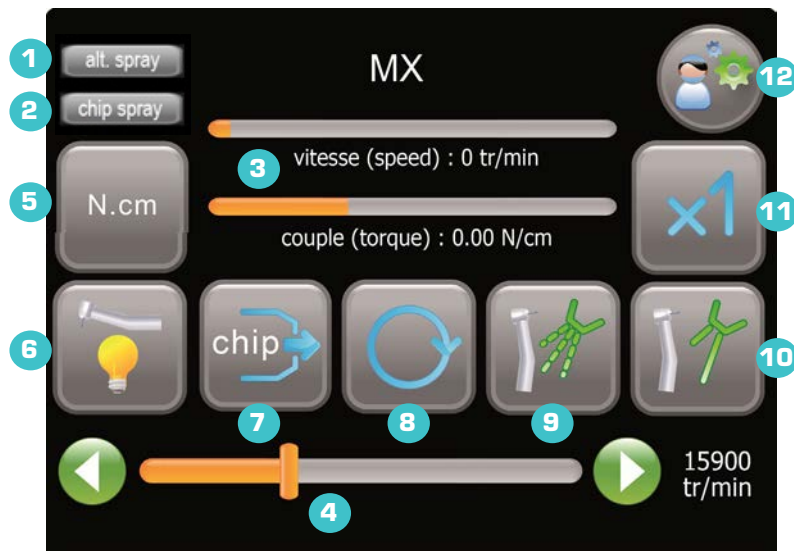 1
alt. spray
MX
12
2
chip spray
3
vitesse (speed) : 0 tr/min
5
N.cm
x1
11
couple (torque) : 0.00 N/cm
6
chip
10
7
8
9
15900
tr/min
4